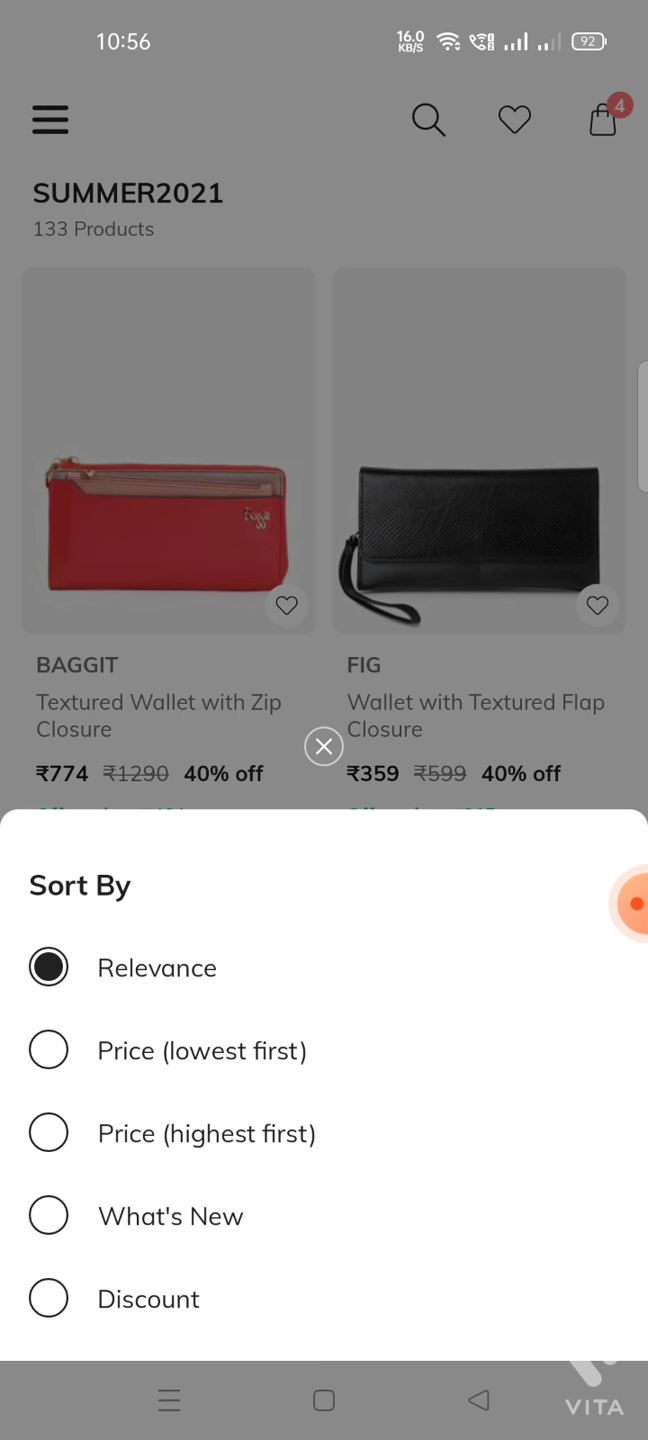 10:56
16.0
KB/S
92
4
SUMMER2021
133 Products
BAGGIT
Textured Wallet with Zip
Closure
₹774 ₹1290 40% off
FIG
Wallet with Textured Flap
Closure
₹359 ₹599 40% off
Sort By
Relevance
Price (lowest first)
Price (highest first)
What's New
Discount
VITA